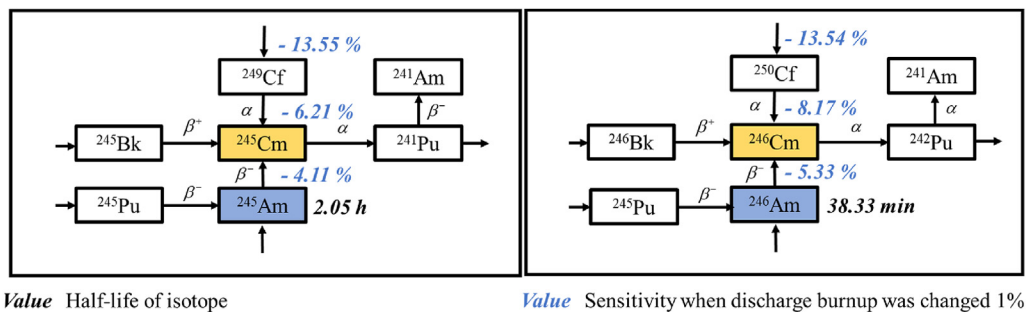 - 13.55 %
²⁴⁹Cf
²⁴¹Am
α
- 6.21 %
β⁻
²⁴⁵Bk
β⁺
²⁴⁵Cm
α
²⁴¹Pu
β⁻
- 4.11 %
²⁴⁵Pu
β⁻
²⁴⁵Am
2.05 h
- 13.54 %
²⁵⁰Cf
²⁴¹Am
α
- 8.17 %
α
²⁴⁶Bk
β⁺
²⁴⁶Cm
α
²⁴²Pu
β⁻
- 5.33 %
²⁴⁵Pu
β⁻
²⁴⁶Am
38.33 min
Value Half-life of isotope
Value Sensitivity when discharge burnup was changed 1%